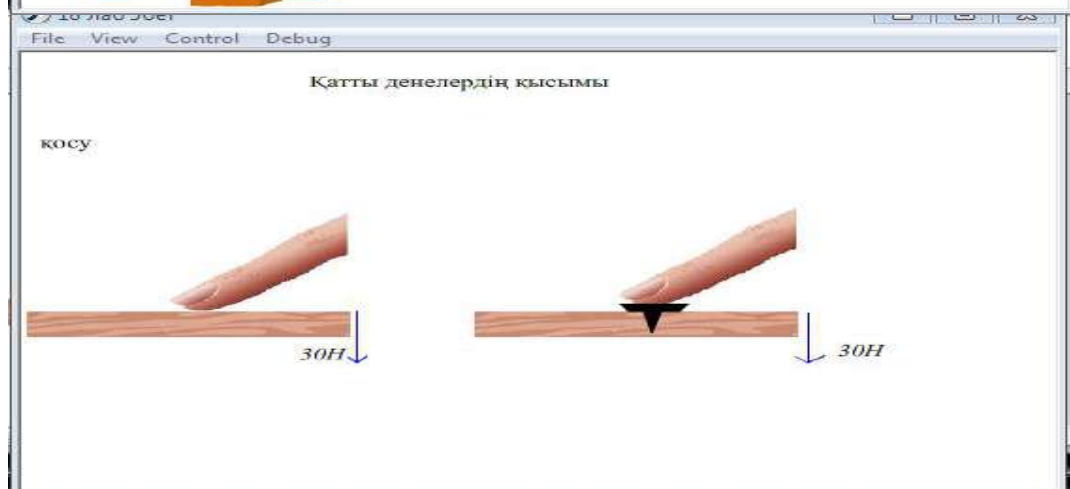 File View Control Debug
Қатты денелердің қысымы
қосу
30Н
30Н